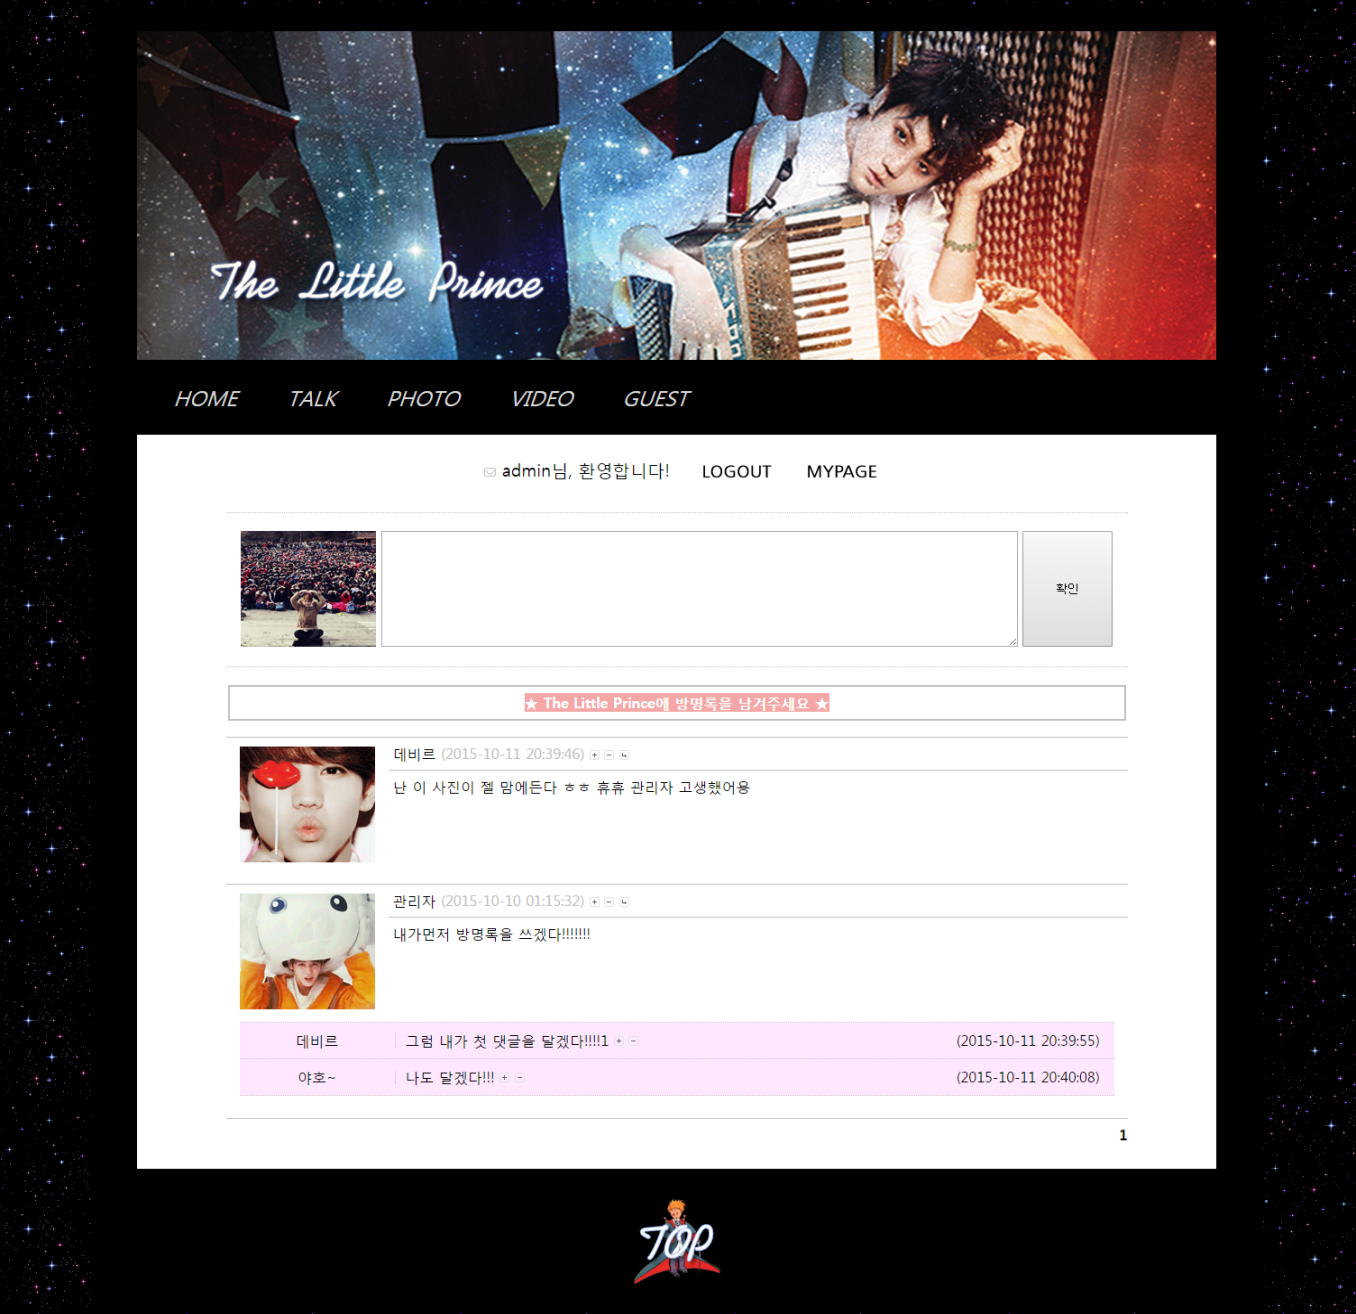 The Little Prince
HOME TALK PHOTO VIDEO GUEST
admin님, 환영합니다! LOGOUT MYPAGE
확인
★ The Little Prince에 방명록을 남겨주세요 ★
데비르 (2015-10-11 20:39:46)
난 이 사진이 젤 맘에든다 ㅎㅎ 휴휴 관리자 고생했어용
관리자 (2015-10-10 01:15:32)
내가먼저 방명록을 쓰겠다!!!!!!!
데비르 그럼 내가 첫 댓글을 달겠다!!!!1 (2015-10-11 20:39:55)
야호~ 나도 달겠다!!! (2015-10-11 20:40:08)
1
TOP